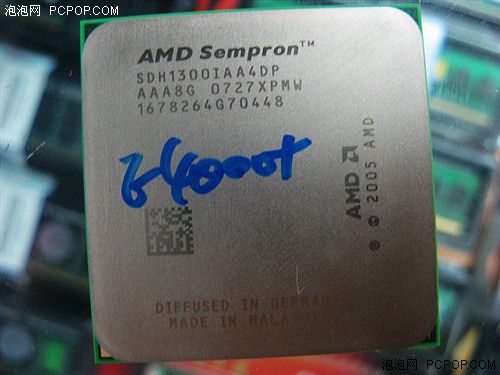 泡泡网 PCPOP.COM
AMD Sempron™
SDH1300IAA4DP
AAA8G 0727XPMW
1678264G70448
4000+
AMD
® © 2005 AMD
DIFFUSED IN GERMANY
MADE IN MALAYSIA
泡泡网 PCPOP.COM